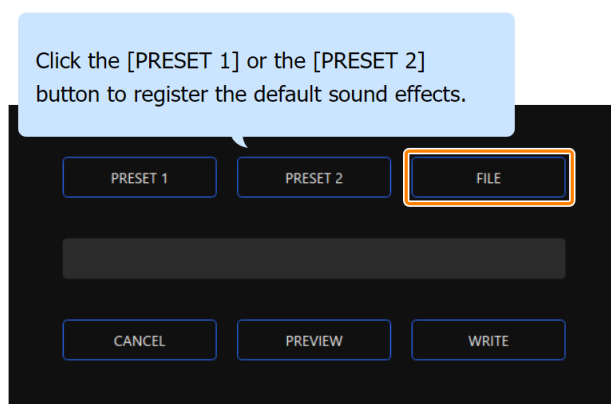 Click the [PRESET 1] or the [PRESET 2]
button to register the default sound effects.
PRESET 1
PRESET 2
FILE
CANCEL
PREVIEW
WRITE